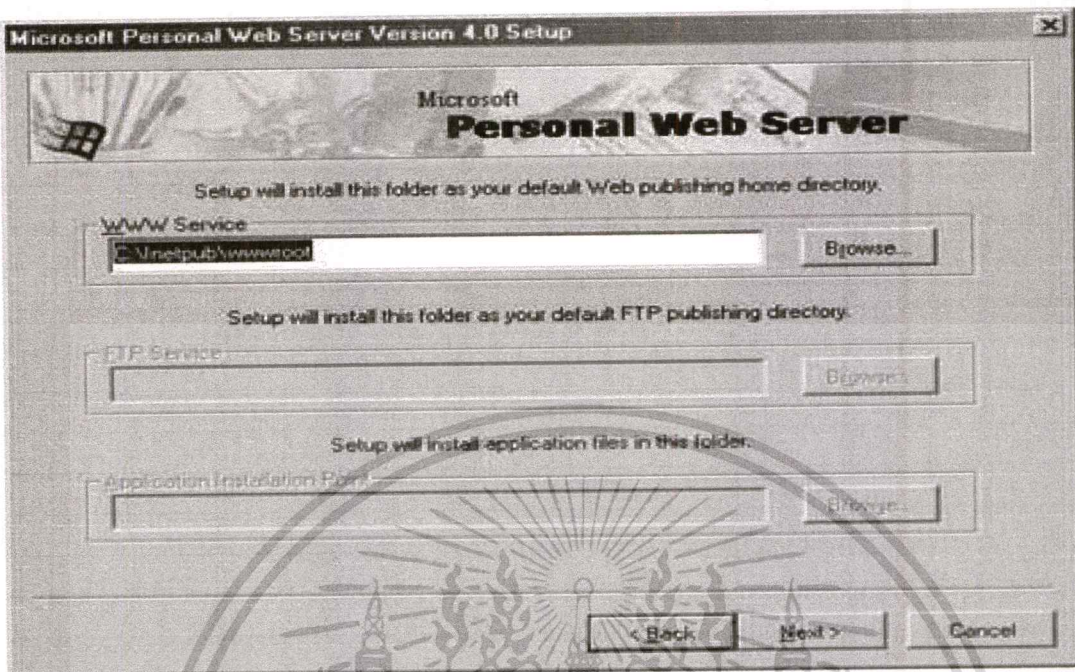 Microsoft Personal Web Server Version 4.0 Setup
Microsoft
Personal Web Server
Setup will install this folder as your default Web publishing home directory.
WWW Service
C:\Inetpub\wwwroot
Browse...
Setup will install this folder as your default FTP publishing directory.
FTP Service
Browse...
Setup will install application files in this folder.
Application Installation Point
Browse...
< Back
Next >
Cancel